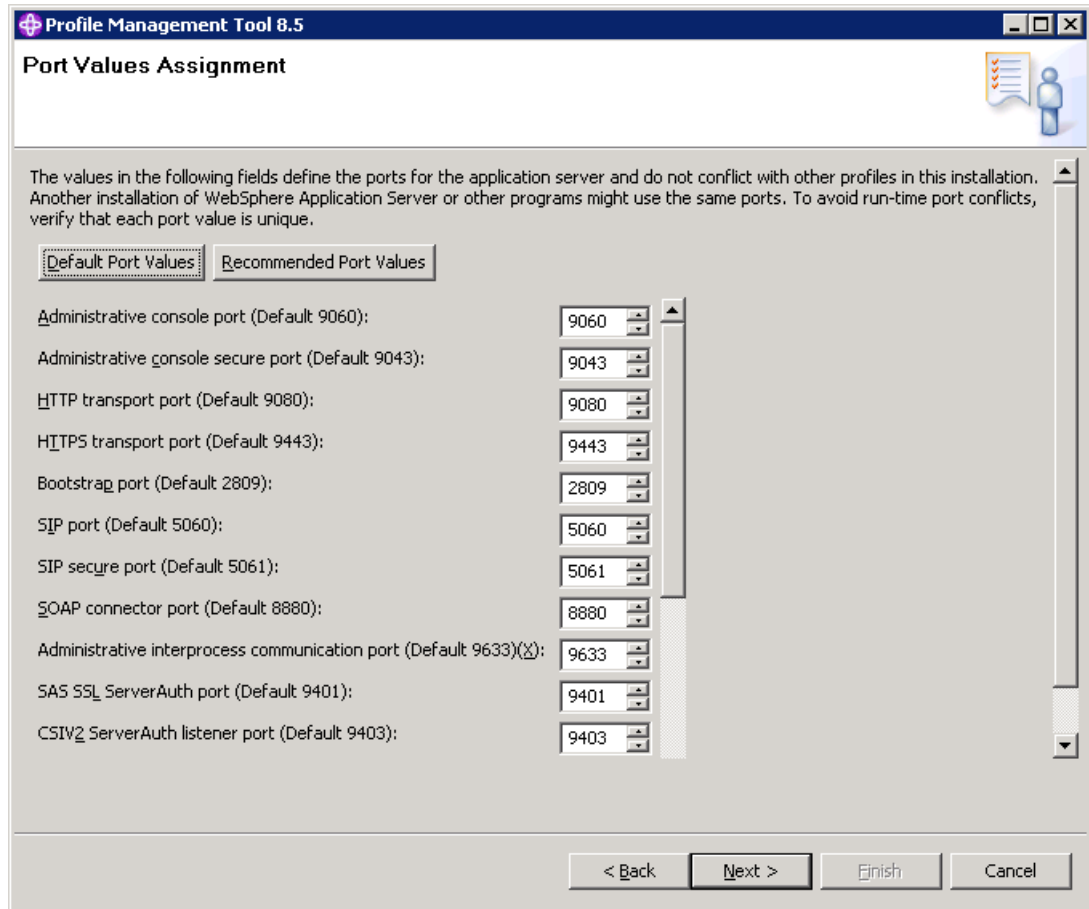 Profile Management Tool 8.5
Port Values Assignment
The values in the following fields define the ports for the application server and do not conflict with other profiles in this installation.
Another installation of WebSphere Application Server or other programs might use the same ports. To avoid run-time port conflicts,
verify that each port value is unique.
Default Port Values Recommended Port Values
Administrative console port (Default 9060): 9060
Administrative console secure port (Default 9043): 9043
HTTP transport port (Default 9080): 9080
HTTPS transport port (Default 9443): 9443
Bootstrap port (Default 2809): 2809
SIP port (Default 5060): 5060
SIP secure port (Default 5061): 5061
SOAP connector port (Default 8880): 8880
Administrative interprocess communication port (Default 9633)(X): 9633
SAS SSL ServerAuth port (Default 9401): 9401
CSIV2 ServerAuth listener port (Default 9403): 9403
< Back Next > Finish Cancel